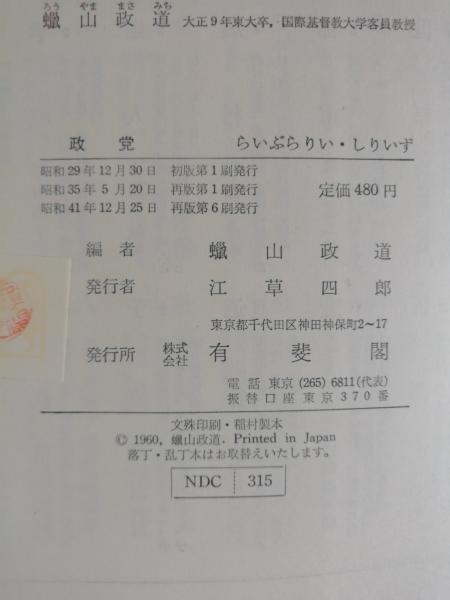 ろう やま まさ みち
蠟山政道 大正9年東大卒，国際基督教大学客員教授
政党 らいぶらりい・しりいず
昭和29年12月30日 初版第1刷発行
昭和35年5月20日 再版第1刷発行 定価480円
昭和41年12月25日 再版第6刷発行
編者 蠟山政道
発行者 江草四郎
東京都千代田区神田神保町2〜17
発行所 株式会社 有斐閣
電話 東京(265)6811(代表)
振替口座東京370番
文殊印刷・稲村製本
© 1960, 蠟山政道. Printed in Japan
落丁・乱丁本はお取替えいたします。
NDC 315